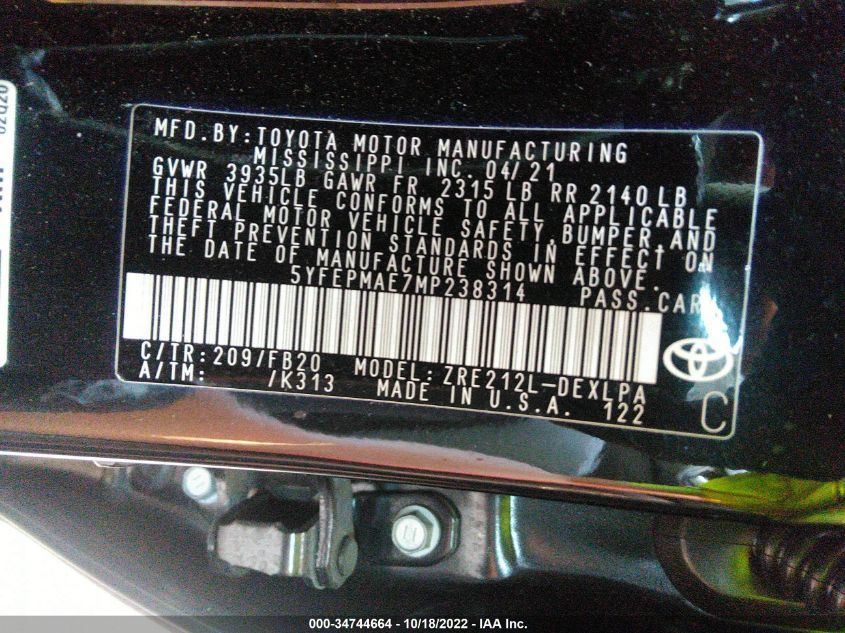 02Q20
MFD.BY:TOYOTA MOTOR MANUFACTURING
MISSISSIPPI INC. 04/21
GVWR 3935LB GAWR FR 2315 LB RR 2140 LB
THIS VEHICLE CONFORMS TO ALL APPLICABLE
FEDERAL MOTOR VEHICLE SAFETY,BUMPER,AND
THEFT PREVENTION STANDARDS IN EFFECT ON
THE DATE OF MANUFACTURE SHOWN ABOVE.
5YFEPMAE7MP238314 PASS.CAR
C/TR:209/FB20 MODEL:ZRE212L-DEXLPA
A/TM: /K313 MADE IN U.S.A. 122
C
000-34744664 - 10/18/2022 - IAA Inc.